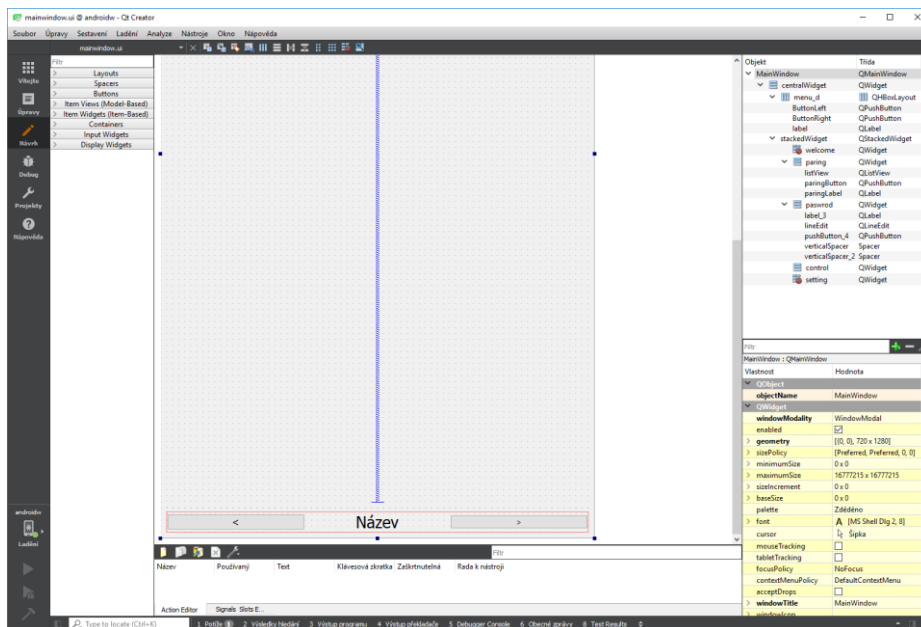 mainwindow.ui @ androidw - Qt Creator
Soubor Úpravy Sestavení Ladění Analyze Nástroje Okno Nápověda
mainwindow.ui
Vítejte
Úpravy
Návrh
Debug
Projekty
Nápověda
androidw
Ladění
Filtr
Layouts
Spacers
Buttons
Item Views (Model-Based)
Item Widgets (Item-Based)
Containers
Input Widgets
Display Widgets
< Název >
Filtr
Název Používaný Text Klávesová zkratka Zaškrtnutelná Rada k nástroji
Action Editor Signals Slots E...
Objekt Třída
MainWindow QMainWindow
centralWidget QWidget
menu_d QHBoxLayout
ButtonLeft QPushButton
ButtonRight QPushButton
label QLabel
stackedWidget QStackedWidget
welcome QWidget
paring QWidget
listView QListView
paringButton QPushButton
paringLabel QLabel
paswrod QWidget
label_3 QLabel
lineEdit QLineEdit
pushButton_4 QPushButton
verticalSpacer Spacer
verticalSpacer_2 Spacer
control QWidget
setting QWidget
Filtr
MainWindow : QMainWindow
Vlastnost Hodnota
QObject
objectName MainWindow
QWidget
windowModality WindowModal
enabled
geometry [(0, 0), 720 x 1280]
sizePolicy [Preferred, Preferred, 0, 0]
minimumSize 0 x 0
maximumSize 16777215 x 16777215
sizeIncrement 0 x 0
baseSize 0 x 0
palette Zděděno
font A [MS Shell Dlg 2, 8]
cursor Šipka
mouseTracking
tabletTracking
focusPolicy NoFocus
contextMenuPolicy DefaultContextMenu
acceptDrops
windowTitle MainWindow
windowIcon
Type to locate (Ctrl+K) 1 Potíže 1 2 Výsledky hledání 3 Výstup programu 4 Výstup překladače 5 Debugger Console 6 Obecné zprávy 8 Test Results